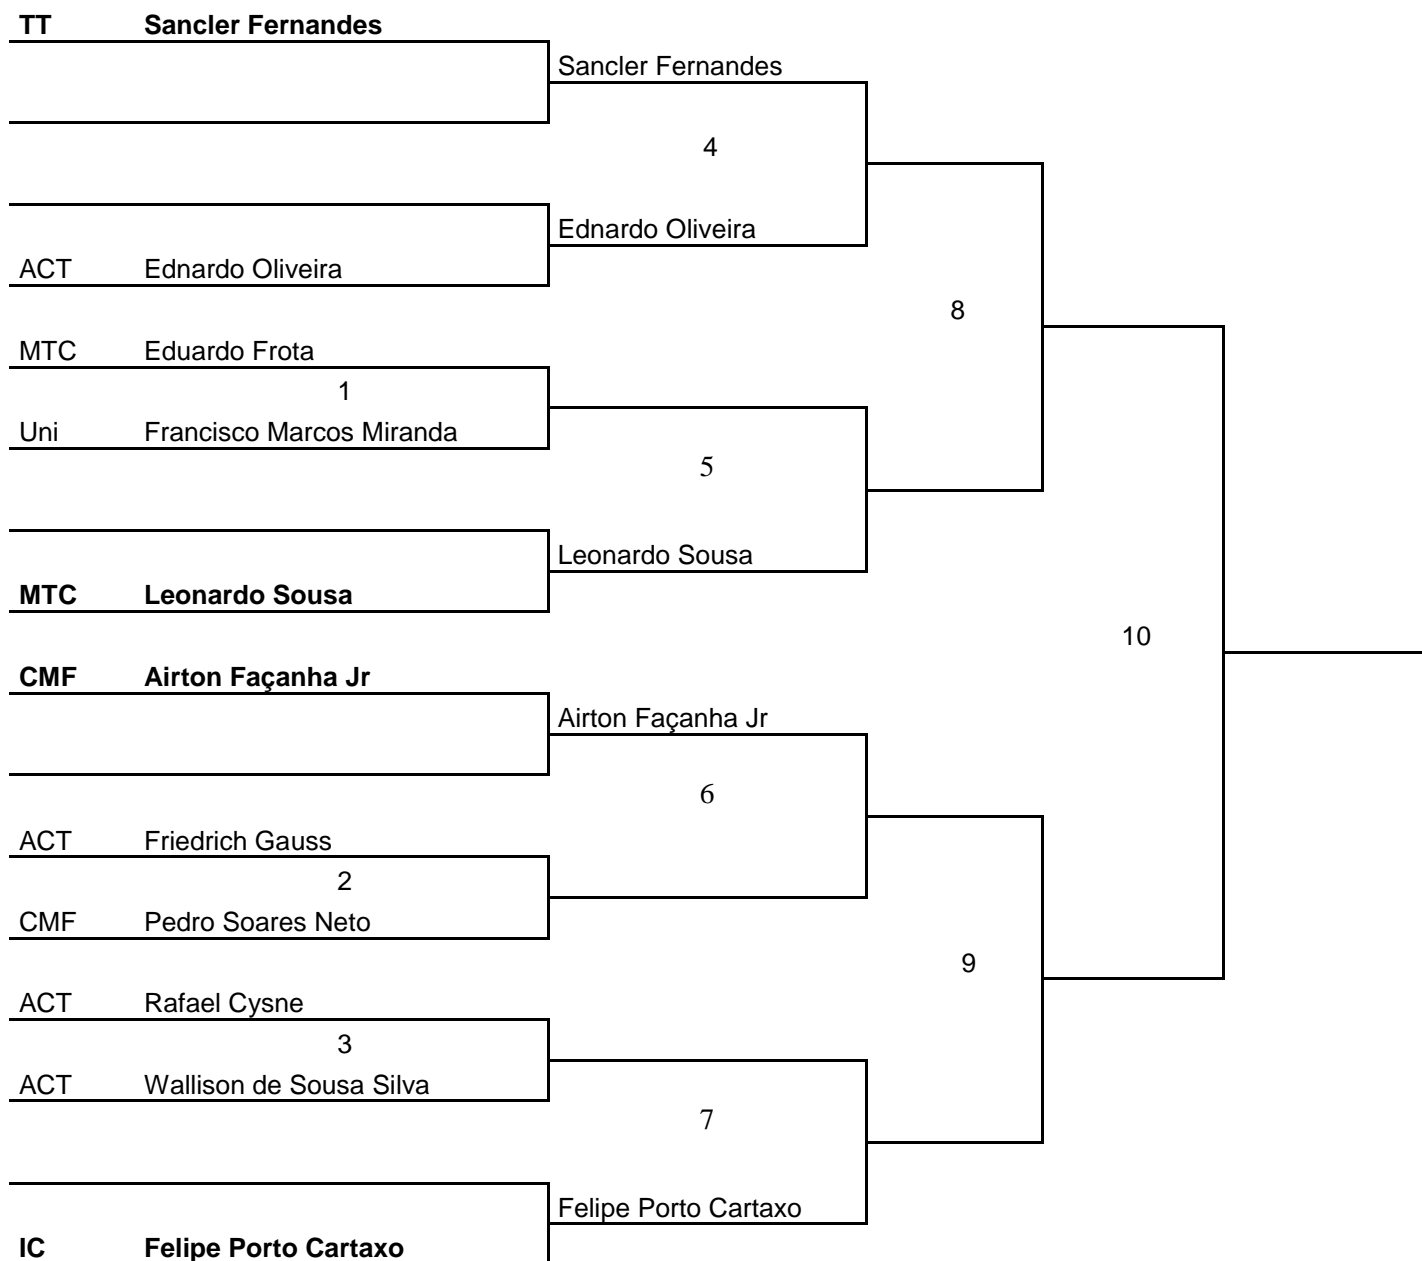 TT Sancler Fernandes
Sancler Fernandes
4
Ednardo Oliveira
ACT Ednardo Oliveira
8
MTC Eduardo Frota
1
Uni Francisco Marcos Miranda
5
Leonardo Sousa
MTC Leonardo Sousa
10
CMF Airton Façanha Jr
Airton Façanha Jr
6
ACT Friedrich Gauss
2
CMF Pedro Soares Neto
9
ACT Rafael Cysne
3
ACT Wallison de Sousa Silva
7
Felipe Porto Cartaxo
IC Felipe Porto Cartaxo